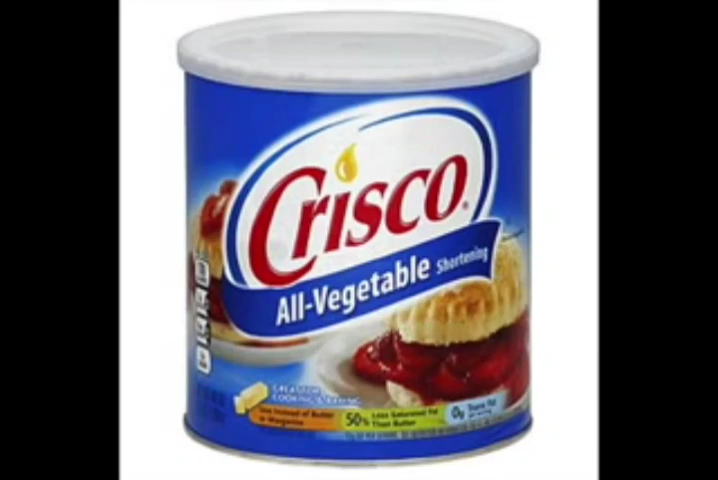 Crisco®
All-Vegetable Shortening
GREAT FOR
COOKING & BAKING
Use Instead of Butter
or Margarine
50% Less Saturated Fat
Than Butter
0g Trans Fat